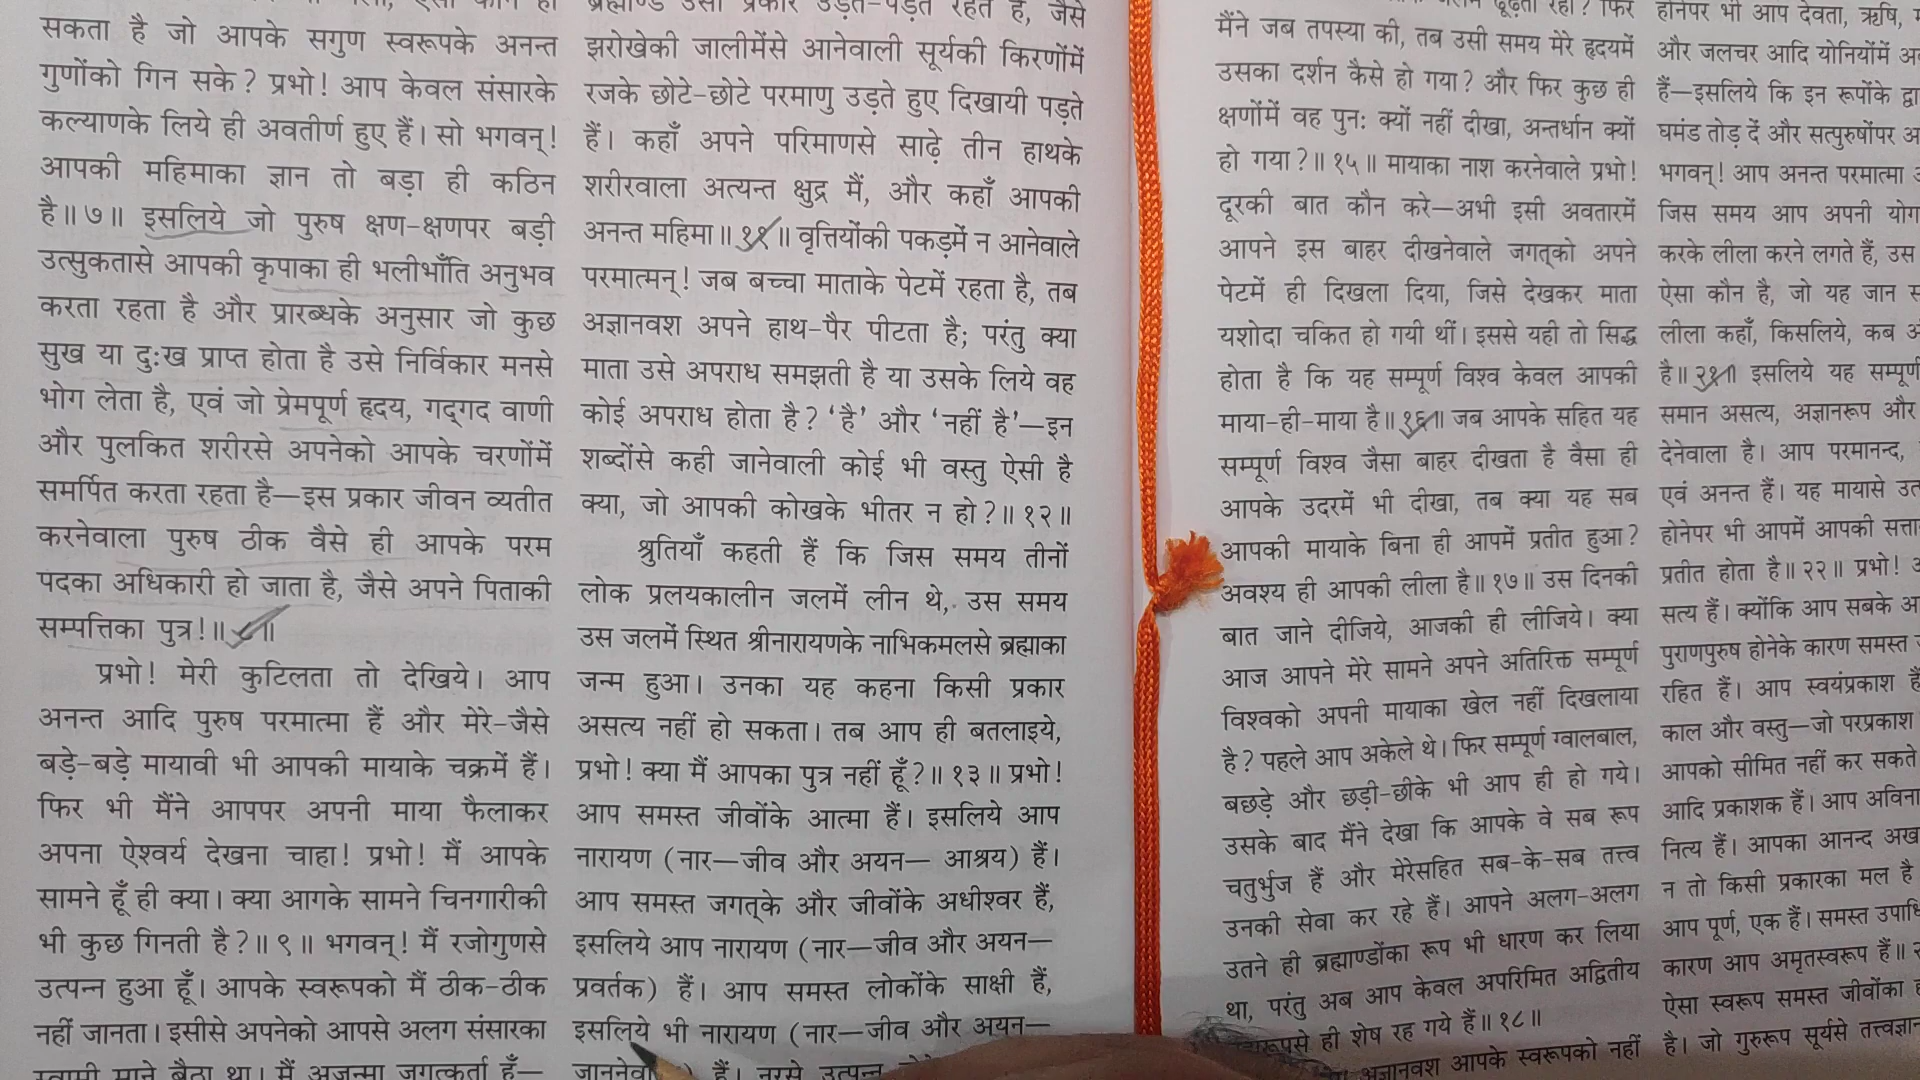 सकता है जो आपके सगुण स्वरूपके अनन्त
गुणोंको गिन सके? प्रभो! आप केवल संसारके
कल्याणके लिये ही अवतीर्ण हुए हैं। सो भगवन्!
आपकी महिमाका ज्ञान तो बड़ा ही कठिन
है॥ ७॥ इसलिये जो पुरुष क्षण-क्षणपर बड़ी
उत्सुकतासे आपकी कृपाका ही भलीभाँति अनुभव
करता रहता है और प्रारब्धके अनुसार जो कुछ
सुख या दुःख प्राप्त होता है उसे निर्विकार मनसे
भोग लेता है, एवं जो प्रेमपूर्ण हृदय, गद्‍गद वाणी
और पुलकित शरीरसे अपनेको आपके चरणोंमें
समर्पित करता रहता है—इस प्रकार जीवन व्यतीत
करनेवाला पुरुष ठीक वैसे ही आपके परम
पदका अधिकारी हो जाता है, जैसे अपने पिताकी
सम्पत्तिका पुत्र!॥ ८॥
प्रभो! मेरी कुटिलता तो देखिये। आप
अनन्त आदि पुरुष परमात्मा हैं और मेरे-जैसे
बड़े-बड़े मायावी भी आपकी मायाके चक्रमें हैं।
फिर भी मैंने आपपर अपनी माया फैलाकर
अपना ऐश्वर्य देखना चाहा! प्रभो! मैं आपके
सामने हूँ ही क्या। क्या आगके सामने चिनगारीकी
भी कुछ गिनती है?॥ ९॥ भगवन्! मैं रजोगुणसे
उत्पन्न हुआ हूँ। आपके स्वरूपको मैं ठीक-ठीक
नहीं जानता। इसीसे अपनेको आपसे अलग संसारका
स्वामी माने बैठा था। मैं अजन्मा जगत्कर्ता हूँ—
ब्रह्माण्ड उसी प्रकार उड़ते-पड़ते रहते हैं, जैसे
झरोखेकी जालीमेंसे आनेवाली सूर्यकी किरणोंमें
रजके छोटे-छोटे परमाणु उड़ते हुए दिखायी पड़ते
हैं। कहाँ अपने परिमाणसे साढ़े तीन हाथके
शरीरवाला अत्यन्त क्षुद्र मैं, और कहाँ आपकी
अनन्त महिमा॥ ११॥ वृत्तियोंकी पकड़में न आनेवाले
परमात्मन्! जब बच्चा माताके पेटमें रहता है, तब
अज्ञानवश अपने हाथ-पैर पीटता है; परंतु क्या
माता उसे अपराध समझती है या उसके लिये वह
कोई अपराध होता है? ‘है’ और ‘नहीं है’—इन
शब्दोंसे कही जानेवाली कोई भी वस्तु ऐसी है
क्या, जो आपकी कोखके भीतर न हो?॥ १२॥
श्रुतियाँ कहती हैं कि जिस समय तीनों
लोक प्रलयकालीन जलमें लीन थे, उस समय
उस जलमें स्थित श्रीनारायणके नाभिकमलसे ब्रह्माका
जन्म हुआ। उनका यह कहना किसी प्रकार
असत्य नहीं हो सकता। तब आप ही बतलाइये,
प्रभो! क्या मैं आपका पुत्र नहीं हूँ?॥ १३॥ प्रभो!
आप समस्त जीवोंके आत्मा हैं। इसलिये आप
नारायण (नार—जीव और अयन— आश्रय) हैं।
आप समस्त जगत्‌के और जीवोंके अधीश्वर हैं,
इसलिये आप नारायण (नार—जीव और अयन—
प्रवर्तक) हैं। आप समस्त लोकोंके साक्षी हैं,
इसलिये भी नारायण (नार—जीव और अयन—
हैं। नरसे उत्पन्न
रहा? फिर
मैंने जब तपस्या की, तब उसी समय मेरे हृदयमें
उसका दर्शन कैसे हो गया? और फिर कुछ ही
क्षणोंमें वह पुनः क्यों नहीं दीखा, अन्तर्धान क्यों
हो गया?॥ १५॥ मायाका नाश करनेवाले प्रभो!
दूरकी बात कौन करे—अभी इसी अवतारमें
आपने इस बाहर दीखनेवाले जगत्‌को अपने
पेटमें ही दिखला दिया, जिसे देखकर माता
यशोदा चकित हो गयी थीं। इससे यही तो सिद्ध
होता है कि यह सम्पूर्ण विश्व केवल आपकी
माया-ही-माया है॥ १६॥ जब आपके सहित यह
सम्पूर्ण विश्व जैसा बाहर दीखता है वैसा ही
आपके उदरमें भी दीखा, तब क्या यह सब
आपकी मायाके बिना ही आपमें प्रतीत हुआ?
अवश्य ही आपकी लीला है॥ १७॥ उस दिनकी
बात जाने दीजिये, आजकी ही लीजिये। क्या
आज आपने मेरे सामने अपने अतिरिक्त सम्पूर्ण
विश्वको अपनी मायाका खेल नहीं दिखलाया
है? पहले आप अकेले थे। फिर सम्पूर्ण ग्वालबाल,
बछड़े और छड़ी-छीके भी आप ही हो गये।
उसके बाद मैंने देखा कि आपके वे सब रूप
चतुर्भुज हैं और मेरेसहित सब-के-सब तत्त्व
उनकी सेवा कर रहे हैं। आपने अलग-अलग
उतने ही ब्रह्माण्डोंका रूप भी धारण कर लिया
था, परंतु अब आप केवल अपरिमित अद्वितीय
ही शेष रह गये हैं॥ १८॥
अज्ञानवश आपके स्वरूपको नहीं
होनेपर भी आप देवता, ऋषि,
और जलचर आदि योनियोंमें
हैं—इसलिये कि इन रूपोंके
घमंड तोड़ दें और सत्पुरुषोंपर
भगवन्! आप अनन्त परमात्मा
जिस समय आप अपनी
करके लीला करने लगते हैं, उस
ऐसा कौन है, जो यह जान
लीला कहाँ, किसलिये, कब
है॥ २१॥ इसलिये यह सम्पूर्ण
समान असत्य, अज्ञानरूप और
देनेवाला है। आप परमानन्द,
एवं अनन्त हैं। यह मायासे
होनेपर भी आपमें आपकी
प्रतीत होता है॥ २२॥ प्रभो!
सत्य हैं। क्योंकि आप सबके
पुराणपुरुष होनेके कारण समस्त
रहित हैं। आप स्वयंप्रकाश
काल और वस्तु—जो परप्रकाश
आपको सीमित नहीं कर सकते
आदि प्रकाशक हैं। आप
नित्य हैं। आपका आनन्द
न तो किसी प्रकारका मल है
आप पूर्ण, एक हैं। समस्त
कारण आप अमृतस्वरूप हैं॥
ऐसा स्वरूप समस्त जीवोंका
है। जो गुरुरूप सूर्यसे